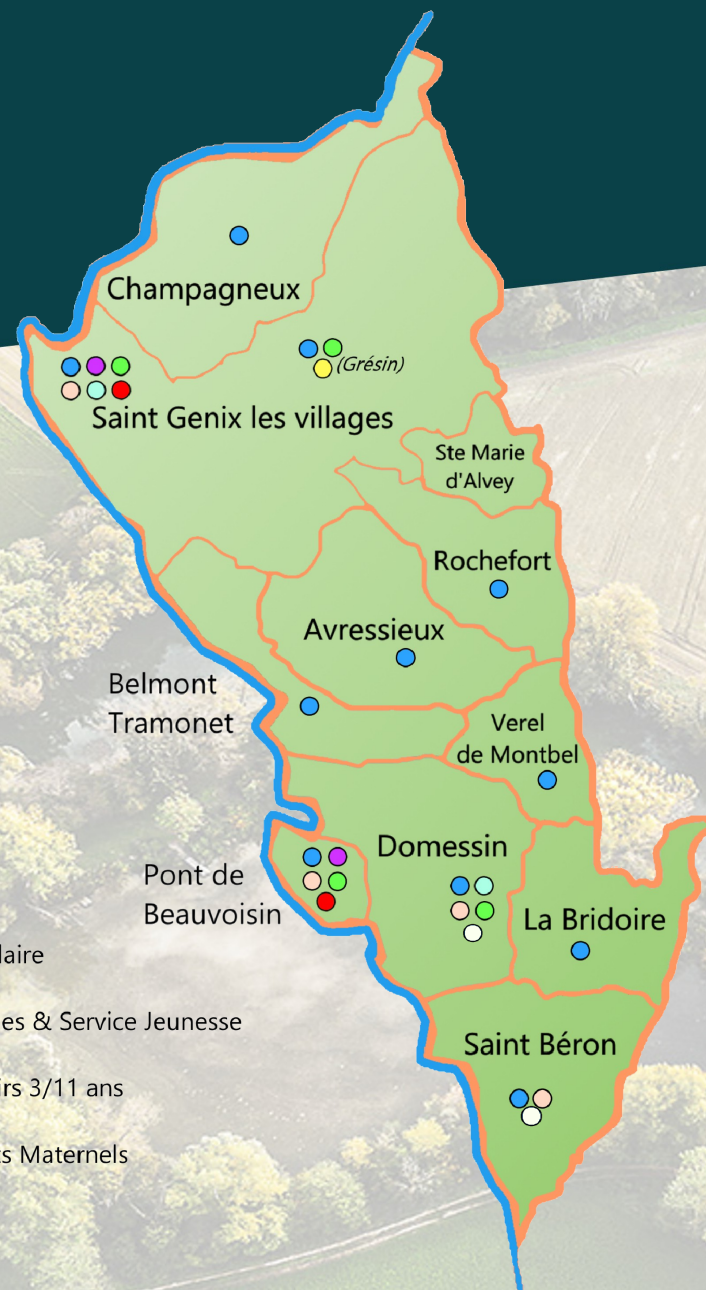 Champagneux
(Grésin)
Saint Genix les villages
Ste Marie
d'Alvey
Rochefort
Avressieux
Belmont
Tramonet
Verel
de Montbel
Domessin
Pont de
Beauvoisin
La Bridoire
laire
es & Service Jeunesse
Saint Béron
irs 3/11 ans
s Maternels